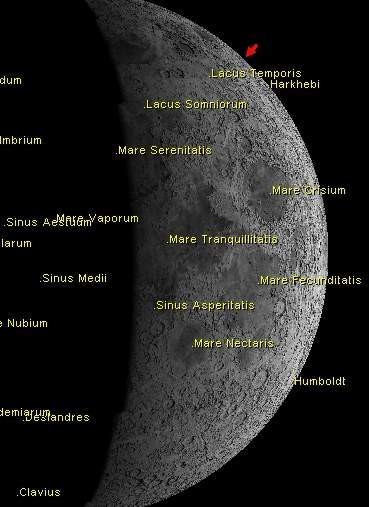 .Lacus Temporis
dum
.Harkhebi
.Lacus Somniorum
Imbrium
.Mare Serenitatis
.Mare Crisium
Mare Vaporum
.Sinus Aestuum
larum
.Mare Tranquillitatis
.Sinus Medii
.Mare Fecunditatis
.Sinus Asperitatis
e Nubium
.Mare Nectaris
.Humboldt
demiarum
.Deslandres
.Clavius